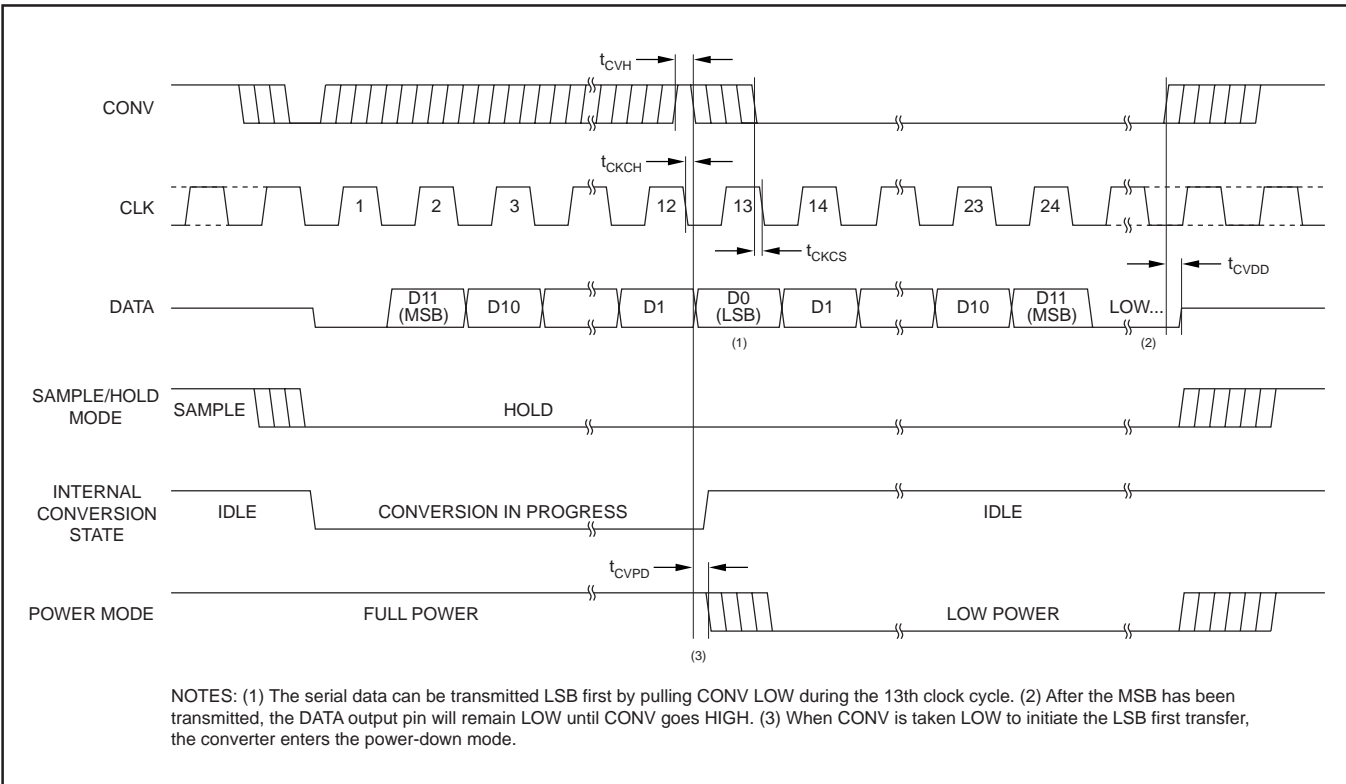 tCVH
CONV
tCKCH
CLK
1 2 3 12 13 14 23 24
tCKCS
tCVDD
DATA
D11 (MSB) D10 D1 D0 (LSB) D1 D10 D11 (MSB) LOW...
(1) (2)
SAMPLE/HOLD
MODE
SAMPLE HOLD
INTERNAL
CONVERSION
STATE
IDLE CONVERSION IN PROGRESS IDLE
tCVPD
POWER MODE FULL POWER LOW POWER
(3)
NOTES: (1) The serial data can be transmitted LSB first by pulling CONV LOW during the 13th clock cycle. (2) After the MSB has been
transmitted, the DATA output pin will remain LOW until CONV goes HIGH. (3) When CONV is taken LOW to initiate the LSB first transfer,
the converter enters the power-down mode.